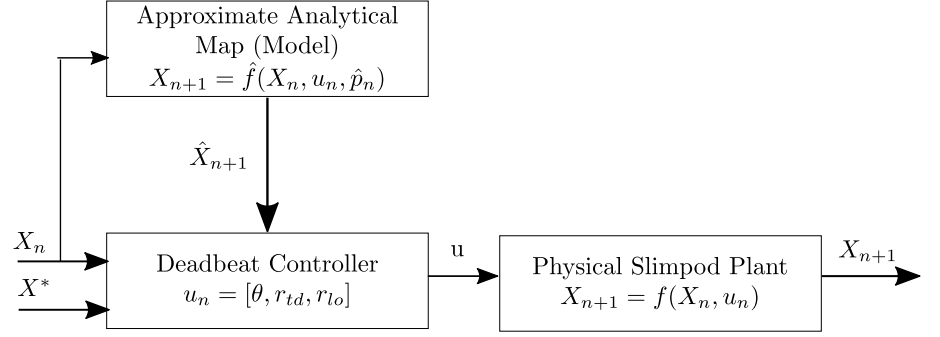 Approximate Analytical
Map (Model)
X_{n+1} = \hat{f}(X_n, u_n, \hat{p}_n)
\hat{X}_{n+1}
X_n
X^*
Deadbeat Controller
u_n = [θ, r_{td}, r_{lo}]
u
Physical Slimpod Plant
X_{n+1} = f(X_n, u_n)
X_{n+1}